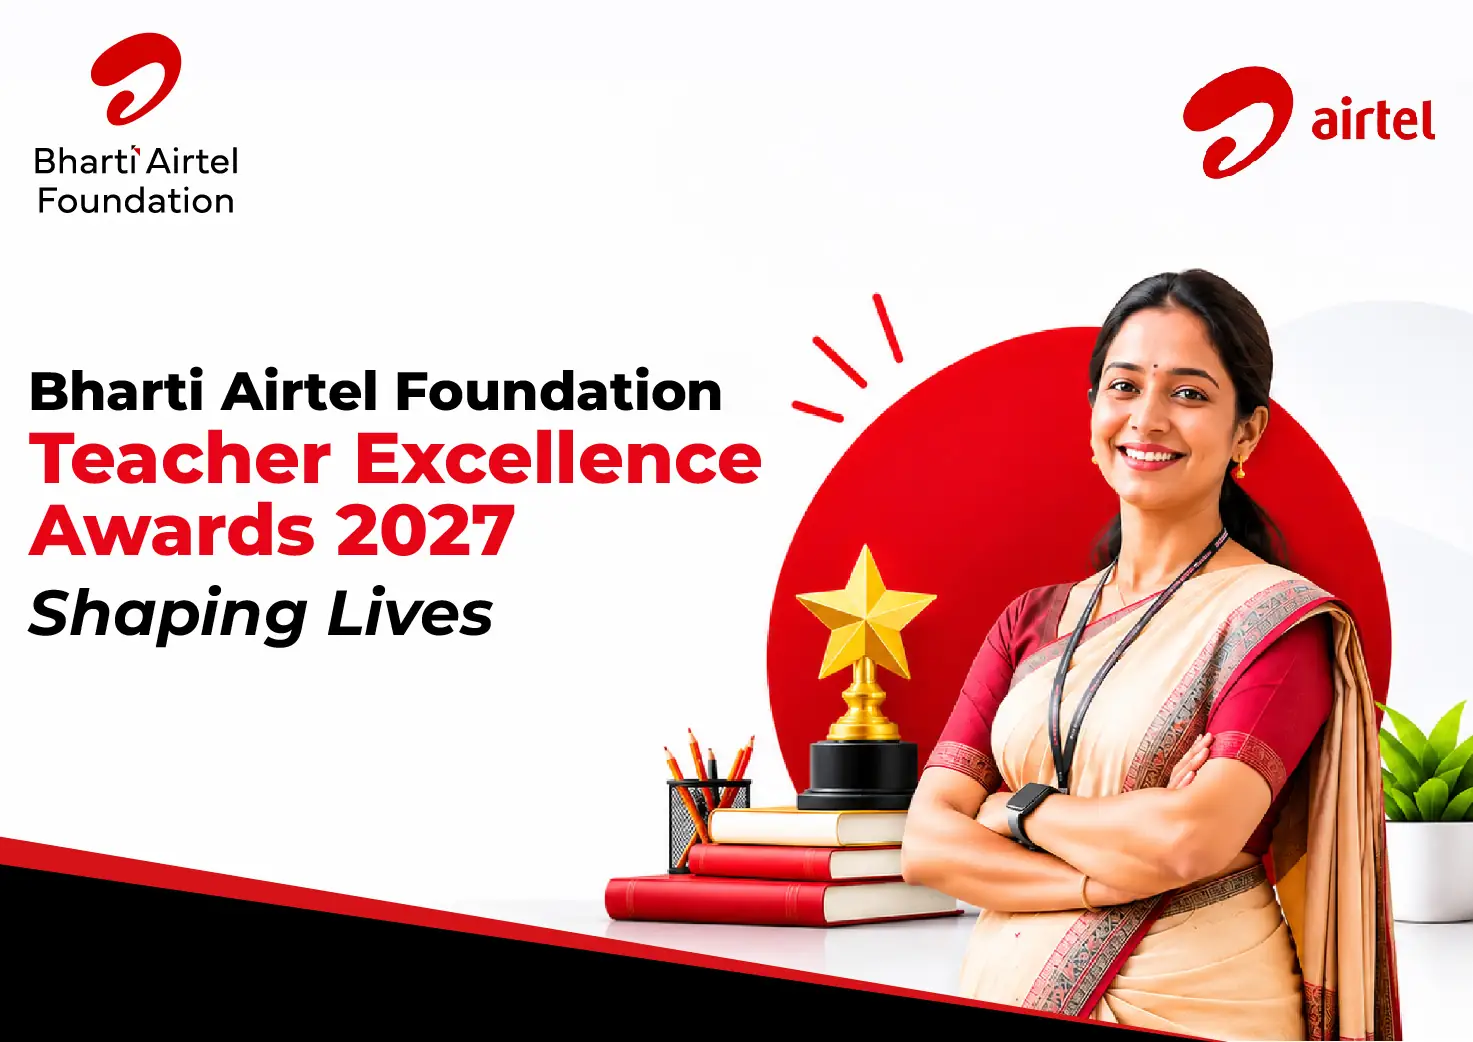 Bharti Airtel
Foundation
airtel
Bharti Airtel Foundation
Teacher Excellence
Awards 2027
Shaping Lives